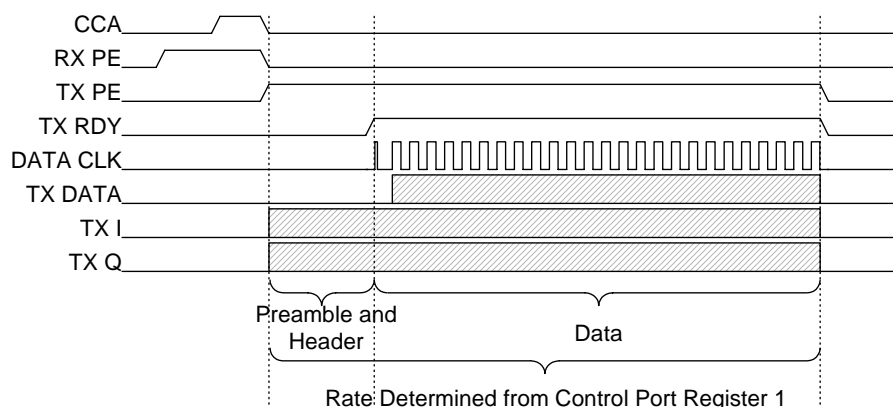 CCA
RX PE
TX PE
TX RDY
DATA CLK
TX DATA
TX I
TX Q
Preamble and
Header
Data
Rate Determined from Control Port Register 1